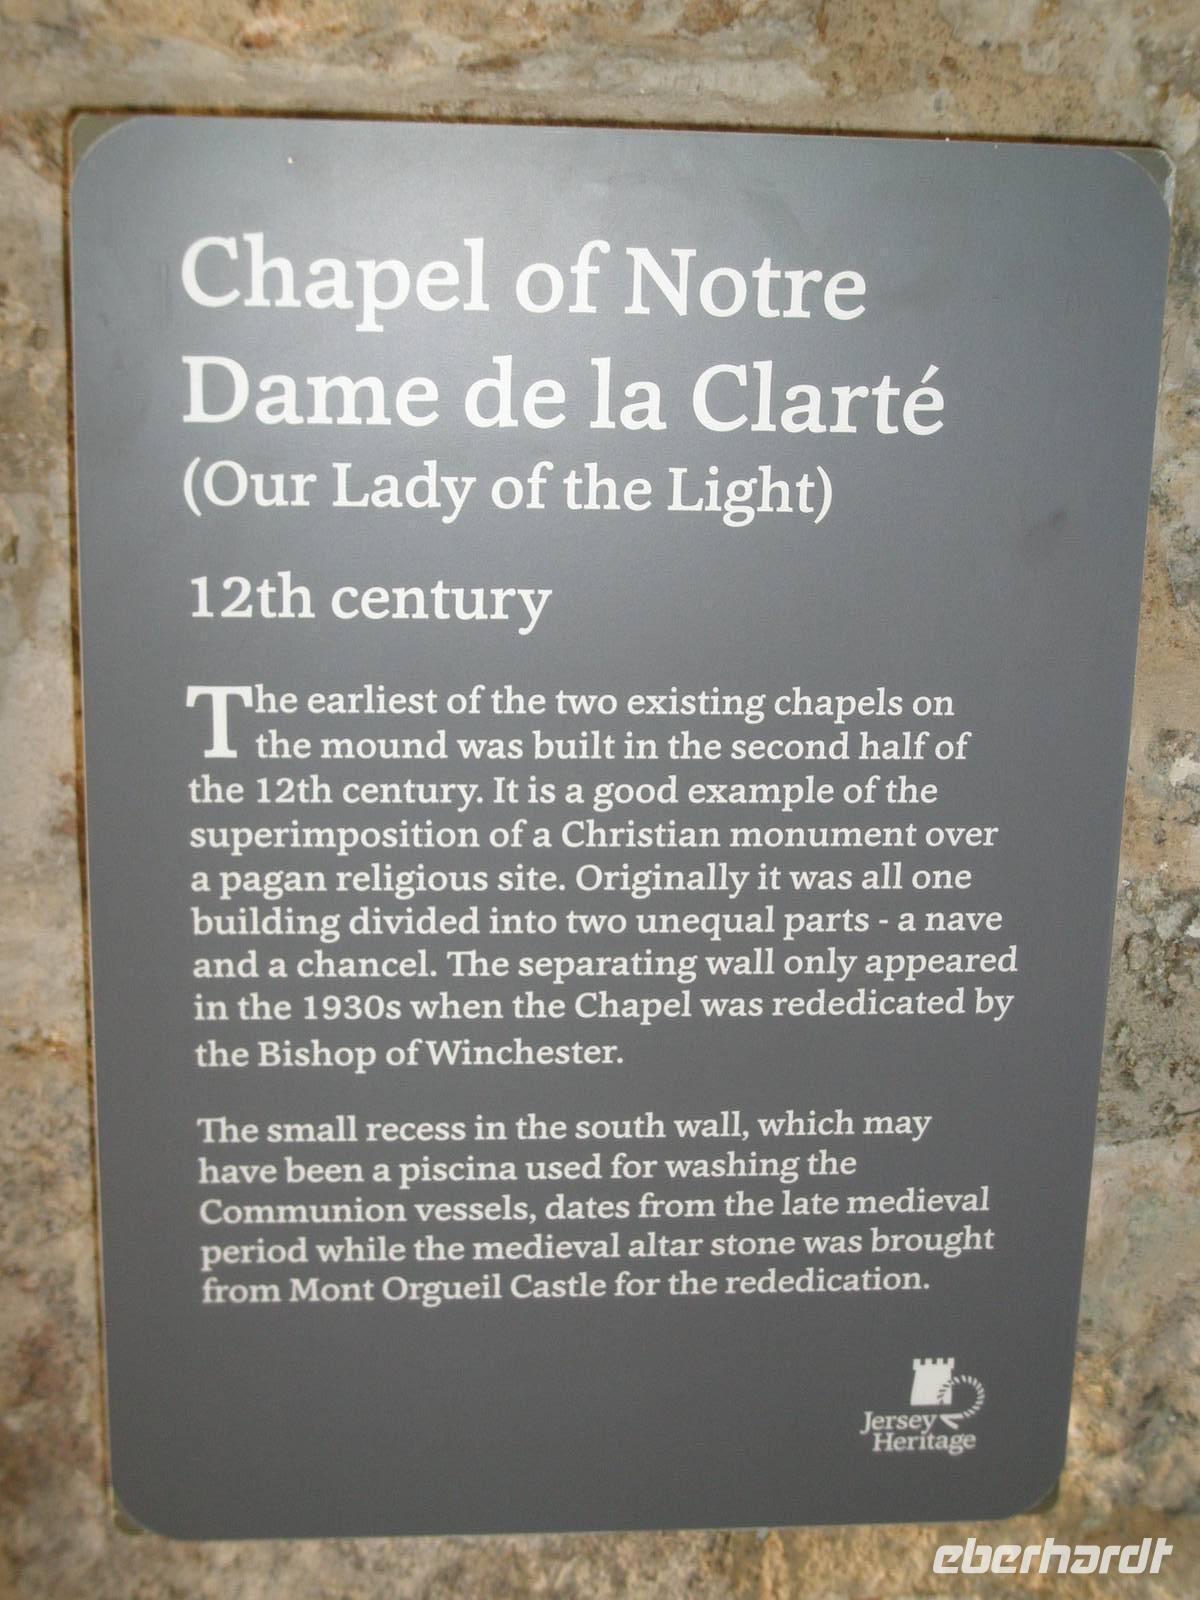 Chapel of Notre
Dame de la Clarté
(Our Lady of the Light)
12th century
The earliest of the two existing chapels on
the mound was built in the second half of
the 12th century. It is a good example of the
superimposition of a Christian monument over
a pagan religious site. Originally it was all one
building divided into two unequal parts - a nave
and a chancel. The separating wall only appeared
in the 1930s when the Chapel was rededicated by
the Bishop of Winchester.
The small recess in the south wall, which may
have been a piscina used for washing the
Communion vessels, dates from the late medieval
period while the medieval altar stone was brought
from Mont Orgueil Castle for the rededication.
Jersey
Heritage
eberhardt